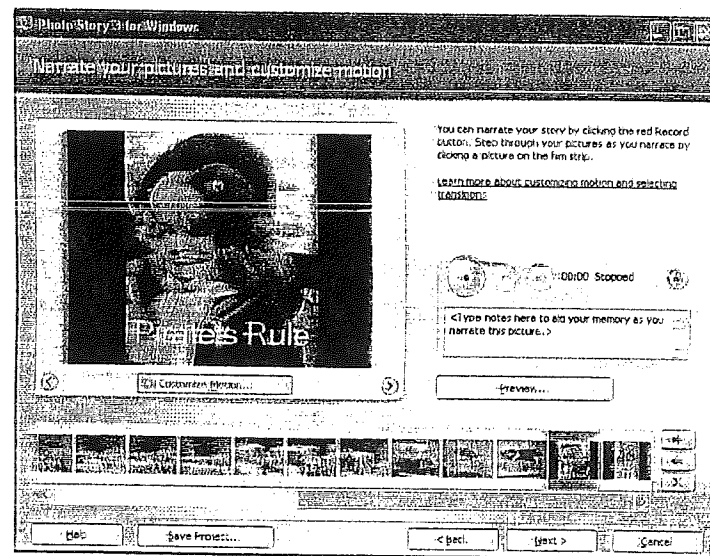 Photo Story 3 for Windows
Narrate your pictures and customize motion
You can narrate your story by clicking the red Record
button. Step through your pictures as you narrate by
clicking a picture on the film strip.
Learn more about customizing motion and selecting
transitions
00:00 Stopped
<Type notes here to aid your memory as you
narrate this picture.>
Pirates Rule
Customize Motion...
Preview...
Help
Save Project...
< Back
Next >
Cancel